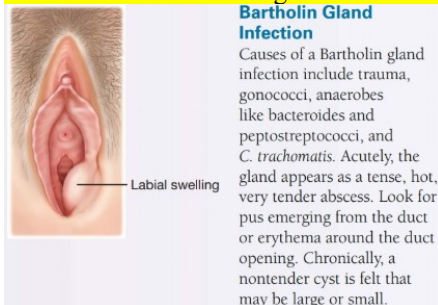 Bartholin Gland
Infection
Causes of a Bartholin gland
infection include trauma,
gonococci, anaerobes
like bacteroides and
peptostreptococci, and
C. trachomatis. Acutely, the
gland appears as a tense, hot,
very tender abscess. Look for
pus emerging from the duct
or erythema around the duct
opening. Chronically, a
nontender cyst is felt that
may be large or small.
Labial swelling